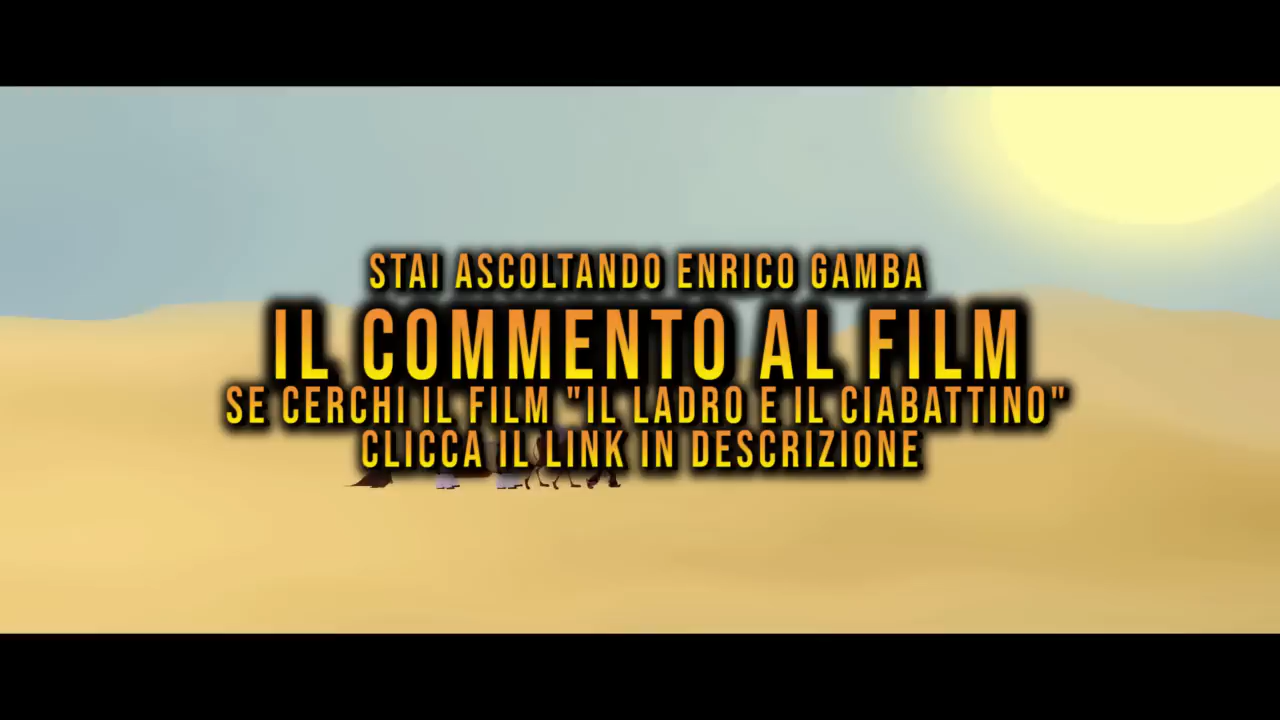 STAI ASCOLTANDO ENRICO GAMBA
IL COMMENTO AL FILM
SE CERCHI IL FILM "IL LADRO E IL CIABATTINO"
CLICCA IL LINK IN DESCRIZIONE